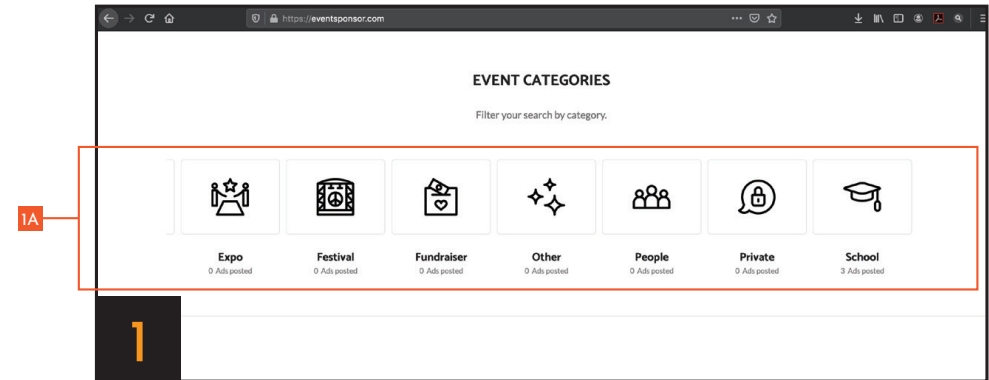 https://eventsponsor.com
EVENT CATEGORIES
Filter your search by category.
1A
Expo Festival Fundraiser Other People Private School
0 Ads posted 0 Ads posted 0 Ads posted 0 Ads posted 0 Ads posted 0 Ads posted 3 Ads posted
1